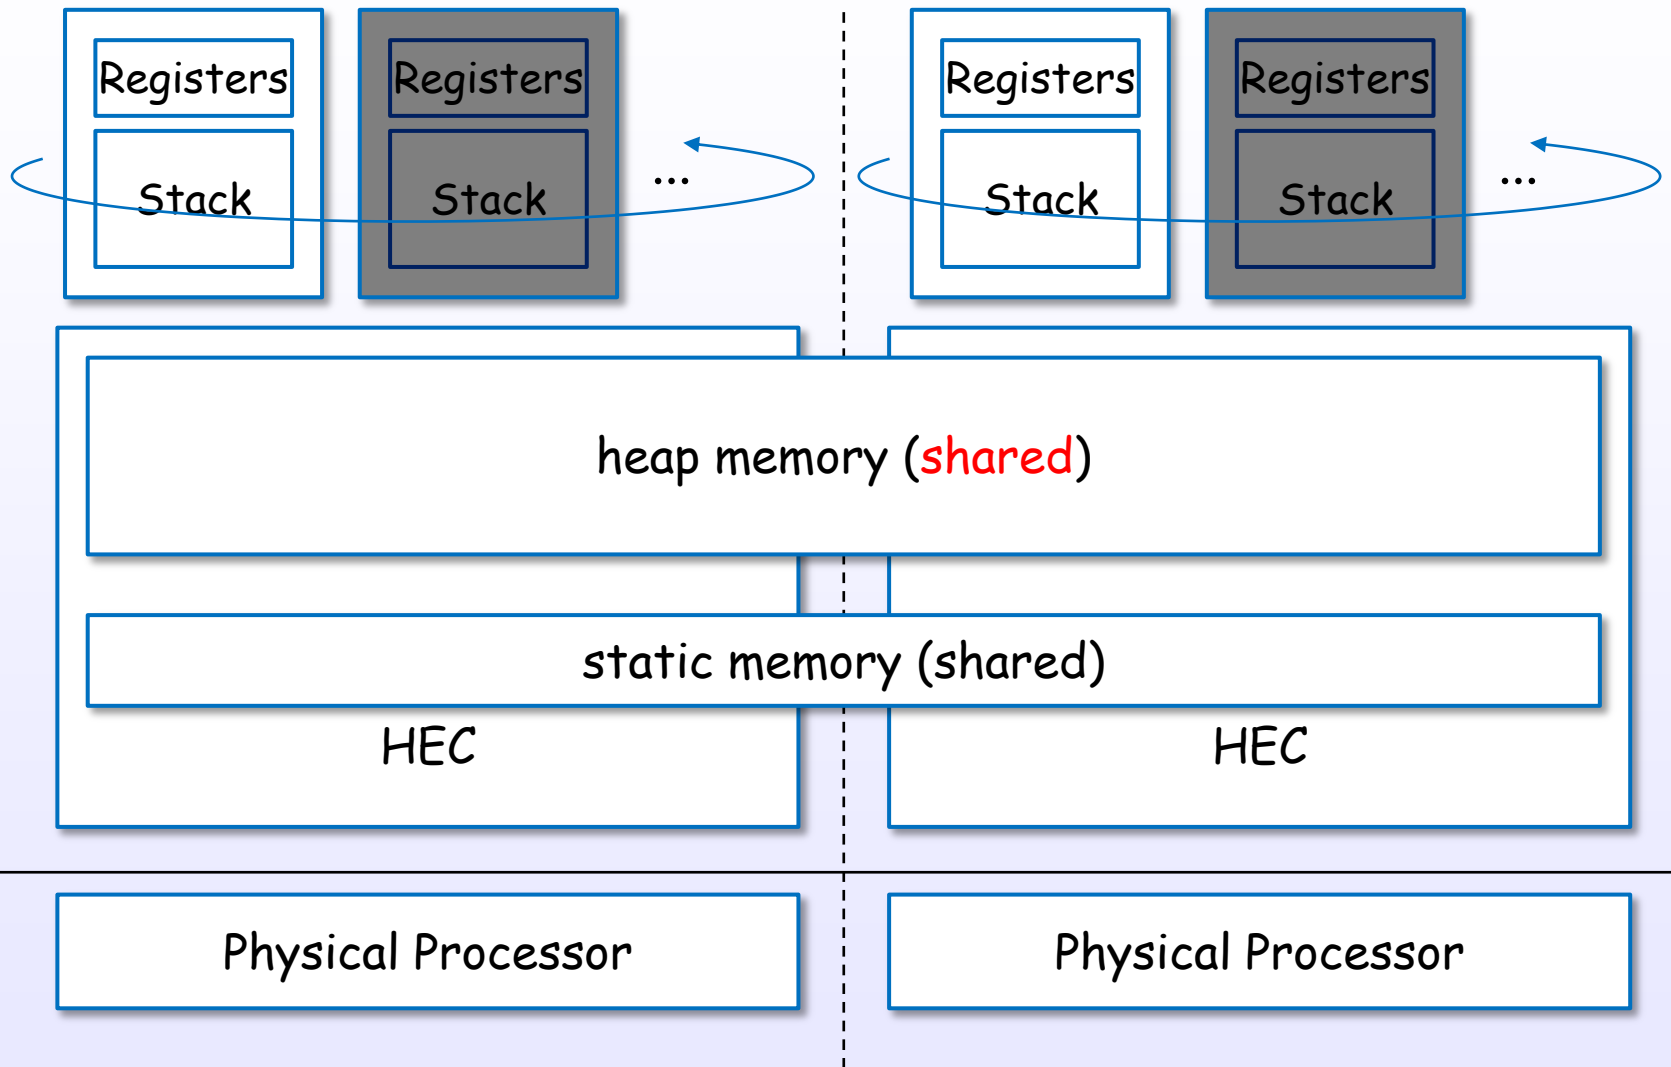 Registers
Registers
Registers
Registers
Stack
Stack
...
Stack
Stack
...
heap memory (shared)
static memory (shared)
HEC
HEC
Physical Processor
Physical Processor